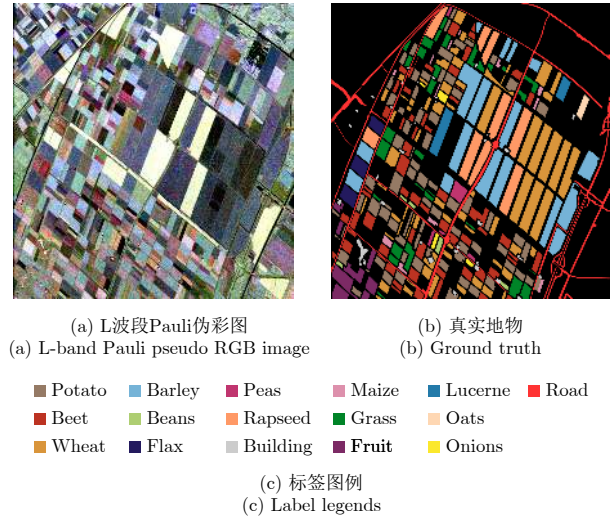 (a) L波段Pauli伪彩图
(a) L-band Pauli pseudo RGB image
(b) 真实地物
(b) Ground truth
Potato Barley Peas Maize Lucerne Road
Beet Beans Rapseed Grass Oats
Wheat Flax Building Fruit Onions
(c) 标签图例
(c) Label legends